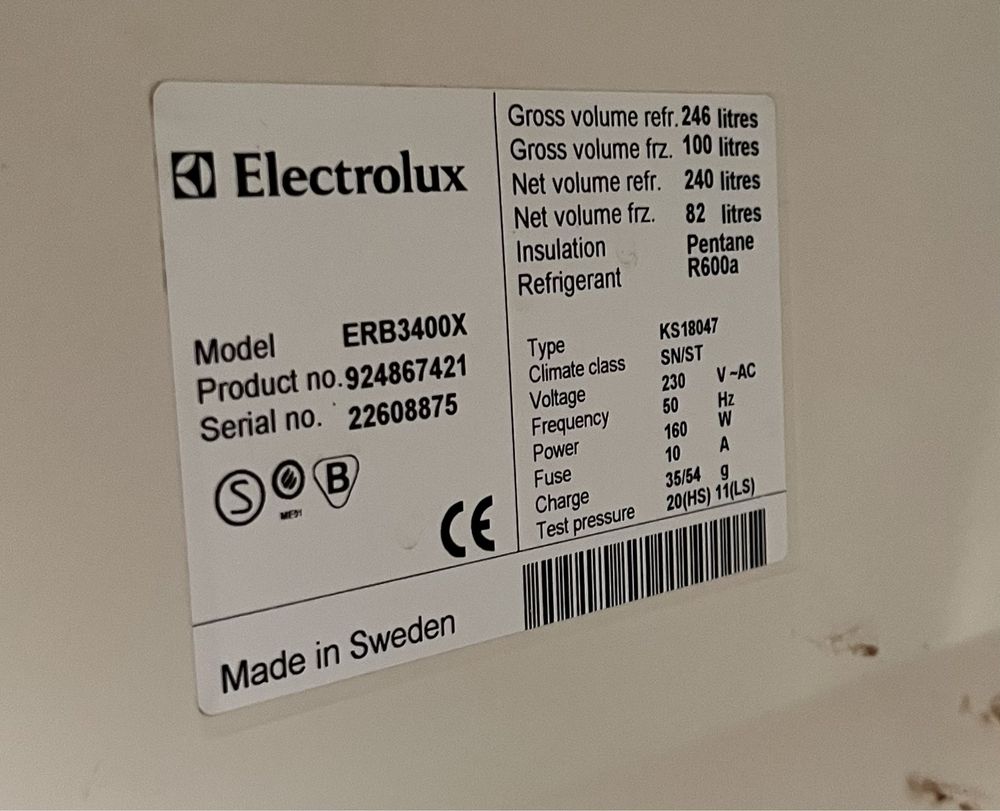 Electrolux
Model ERB3400X
Product no. 924867421
Serial no. 22608875
S
B
CE
Made in Sweden
Gross volume refr. 246 litres
Gross volume frz. 100 litres
Net volume refr. 240 litres
Net volume frz. 82 litres
Insulation Pentane
Refrigerant R600a
Type KS18047
Climate class SN/ST
Voltage 230 V~AC
Frequency 50 Hz
Power 160 W
Fuse 10 A
Charge 35/54 g
Test pressure 20(HS) 11(LS)